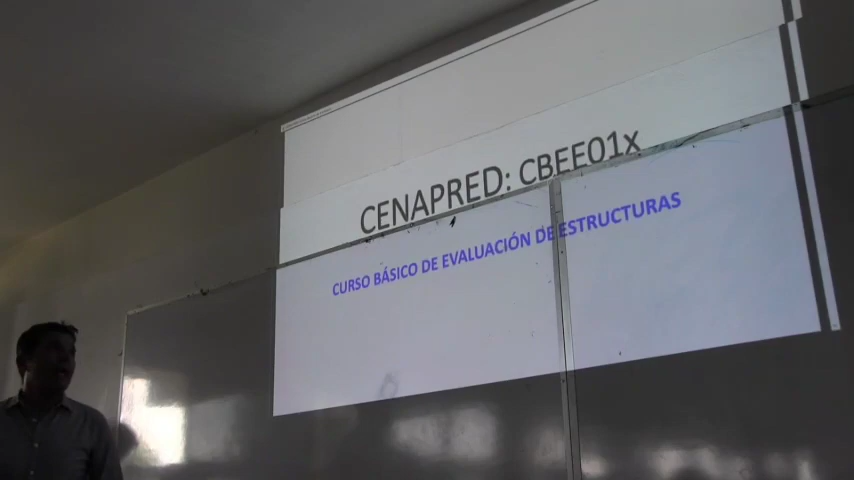 CENAPRED: CBEE01x
CURSO BÁSICO DE EVALUACIÓN DE ESTRUCTURAS